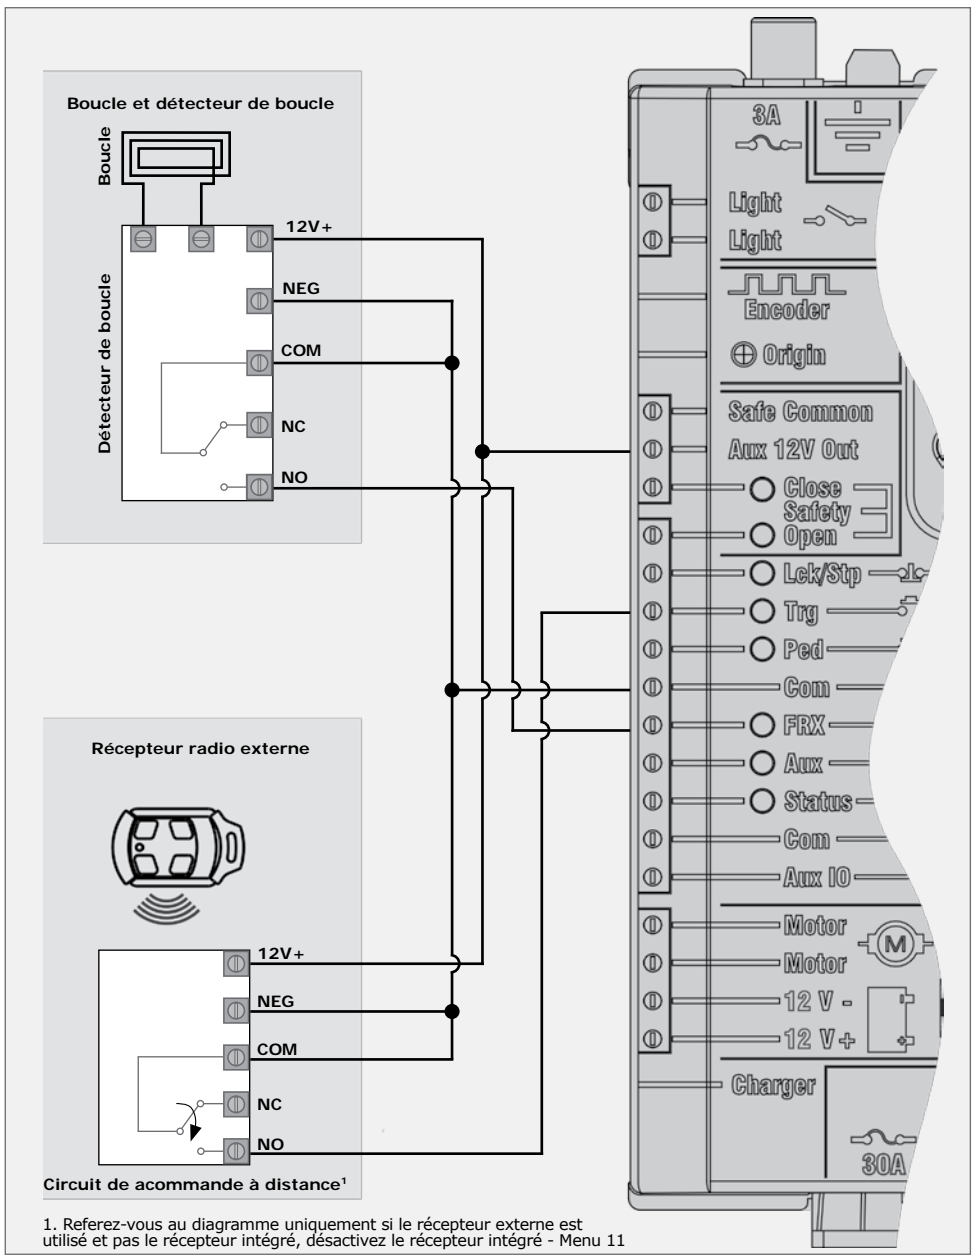 Boucle et détecteur de boucle
Boucle
Détecteur de boucle
12V+
NEG
COM
NC
NO
Récepteur radio externe
12V+
NEG
COM
NC
NO
Circuit de acommande à distance¹
1. Referez-vous au diagramme uniquement si le récepteur externe est
utilisé et pas le récepteur intégré, désactivez le récepteur intégré - Menu 11
3A
Light
Light
Encoder
Origin
Safe Common
Aux 12V Out
Close
Safety
Open
Lck/Stp
Trg
Ped
Com
FRX
Aux
Status
Com
Aux IO
Motor
Motor
M
12 V -
12 V +
Charger
30A